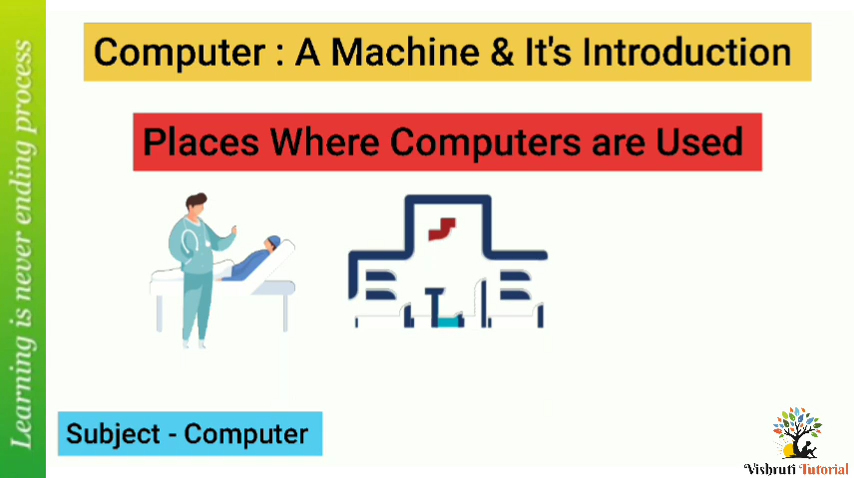 Computer : A Machine & It's Introduction
Places Where Computers are Used
Learning is never ending process
Subject - Computer
Vishruti Tutorial